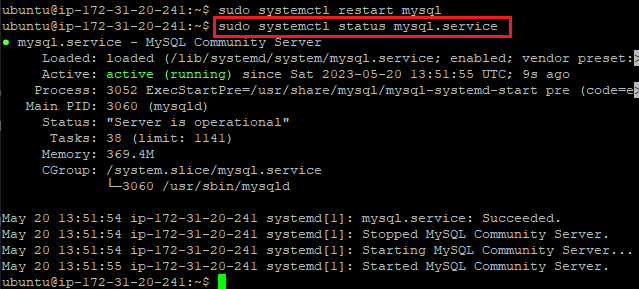 ubuntu@ip-172-31-20-241:~$ sudo systemctl restart mysql
ubuntu@ip-172-31-20-241:~$ sudo systemctl status mysql.service
● mysql.service - MySQL Community Server
Loaded: loaded (/lib/systemd/system/mysql.service; enabled; vendor preset:>
Active: active (running) since Sat 2023-05-20 13:51:55 UTC; 9s ago
Process: 3052 ExecStartPre=/usr/share/mysql/mysql-systemd-start pre (code=e>
Main PID: 3060 (mysqld)
Status: "Server is operational"
Tasks: 38 (limit: 1141)
Memory: 369.4M
CGroup: /system.slice/mysql.service
└─3060 /usr/sbin/mysqld
May 20 13:51:54 ip-172-31-20-241 systemd[1]: mysql.service: Succeeded.
May 20 13:51:54 ip-172-31-20-241 systemd[1]: Stopped MySQL Community Server.
May 20 13:51:54 ip-172-31-20-241 systemd[1]: Starting MySQL Community Server...
May 20 13:51:55 ip-172-31-20-241 systemd[1]: Started MySQL Community Server.
ubuntu@ip-172-31-20-241:~$